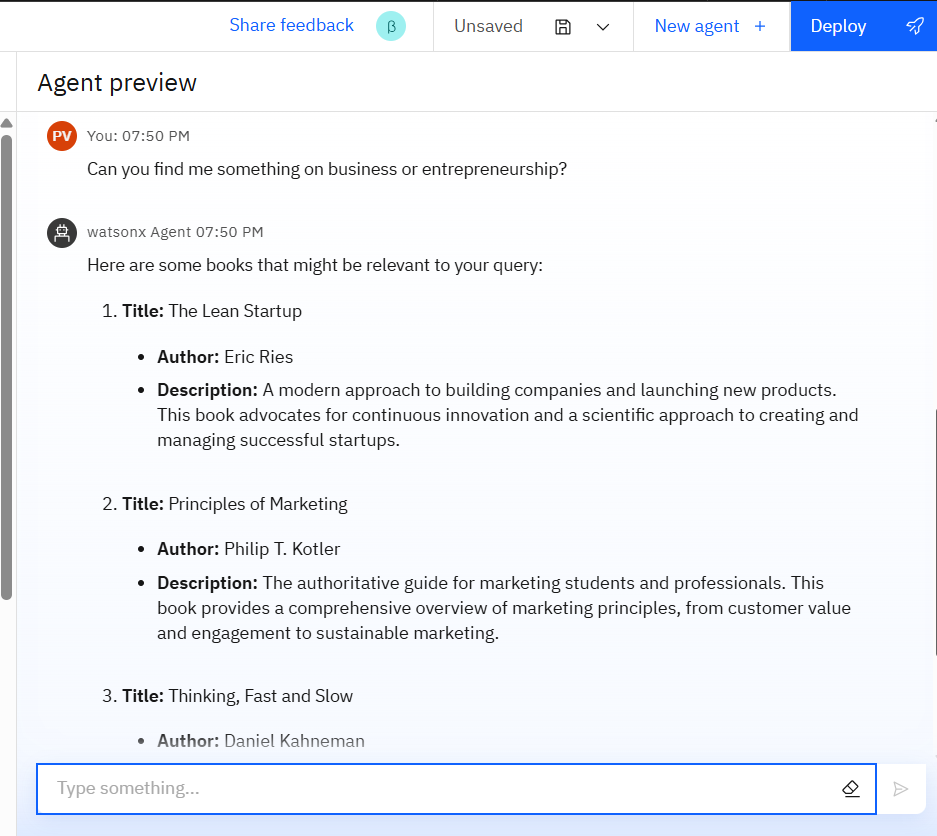 Share feedback β Unsaved New agent + Deploy
Agent preview
PV You: 07:50 PM
Can you find me something on business or entrepreneurship?
watsonx Agent 07:50 PM
Here are some books that might be relevant to your query:
1. Title: The Lean Startup
• Author: Eric Ries
• Description: A modern approach to building companies and launching new products.
This book advocates for continuous innovation and a scientific approach to creating and
managing successful startups.
2. Title: Principles of Marketing
• Author: Philip T. Kotler
• Description: The authoritative guide for marketing students and professionals. This
book provides a comprehensive overview of marketing principles, from customer value
and engagement to sustainable marketing.
3. Title: Thinking, Fast and Slow
• Author: Daniel Kahneman
Type something...